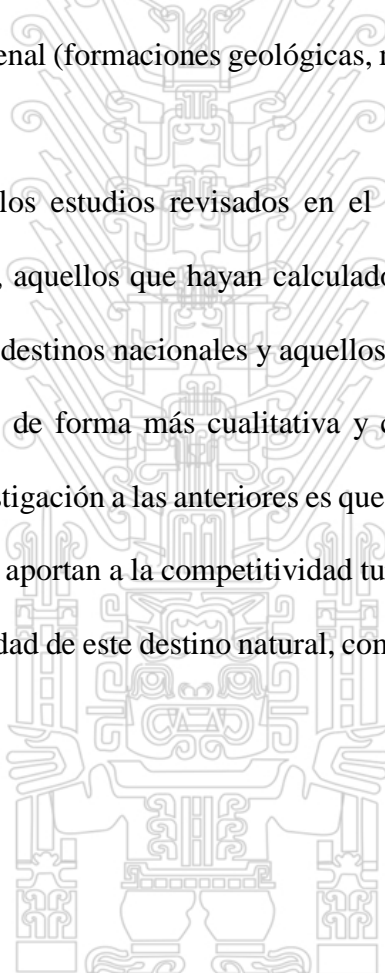 enal (formaciones geológicas, r
los estudios revisados en el
, aquellos que hayan calculado
destinos nacionales y aquellos
de forma más cualitativa y
stigación a las anteriores es que
aportan a la competitividad tu
dad de este destino natural, con